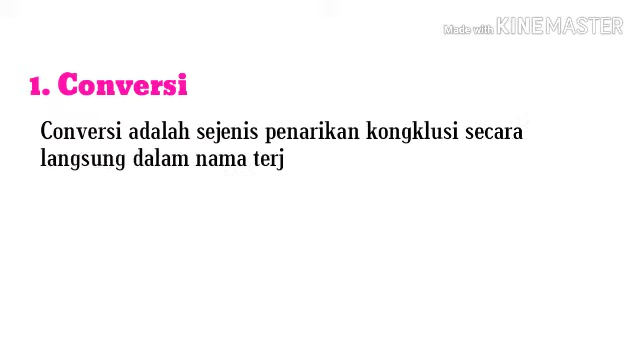 Made with KINEMASTER
1. Conversi
Conversi adalah sejenis penarikan kongklusi secara
langsung dalam nama terj